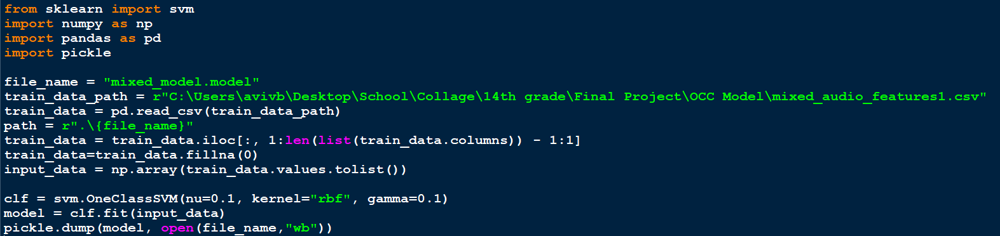 from sklearn import svm
import numpy as np
import pandas as pd
import pickle

file_name = "mixed_model.model"
train_data_path = r"C:\Users\avivb\Desktop\School\Collage\14th grade\Final Project\OCC Model\mixed_audio_features1.csv"
train_data = pd.read_csv(train_data_path)
path = r".\{file_name}"
train_data = train_data.iloc[:, 1:len(list(train_data.columns)) - 1:1]
train_data=train_data.fillna(0)
input_data = np.array(train_data.values.tolist())

clf = svm.OneClassSVM(nu=0.1, kernel="rbf", gamma=0.1)
model = clf.fit(input_data)
pickle.dump(model, open(file_name,"wb"))